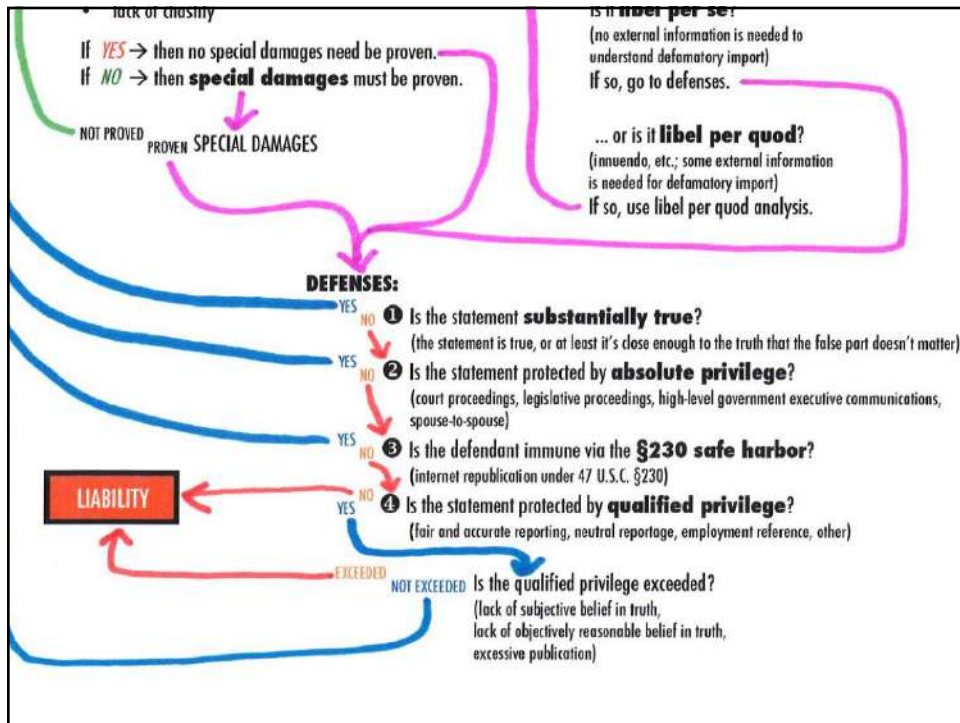 • lack of chastity
If YES → then no special damages need be proven.
If NO → then special damages must be proven.
NOT PROVED
PROVEN SPECIAL DAMAGES
Is it libel per se?
(no external information is needed to
understand defamatory import)
If so, go to defenses.
... or is it libel per quod?
(innuendo, etc.; some external information
is needed for defamatory import)
If so, use libel per quod analysis.
DEFENSES:
YES NO ❶ Is the statement substantially true?
(the statement is true, or at least it's close enough to the truth that the false part doesn't matter)
YES NO ❷ Is the statement protected by absolute privilege?
(court proceedings, legislative proceedings, high-level government executive communications,
spouse-to-spouse)
YES NO ❸ Is the defendant immune via the §230 safe harbor?
(internet republication under 47 U.S.C. §230)
LIABILITY
YES NO ❹ Is the statement protected by qualified privilege?
(fair and accurate reporting, neutral reportage, employment reference, other)
EXCEEDED
NOT EXCEEDED Is the qualified privilege exceeded?
(lack of subjective belief in truth,
lack of objectively reasonable belief in truth,
excessive publication)